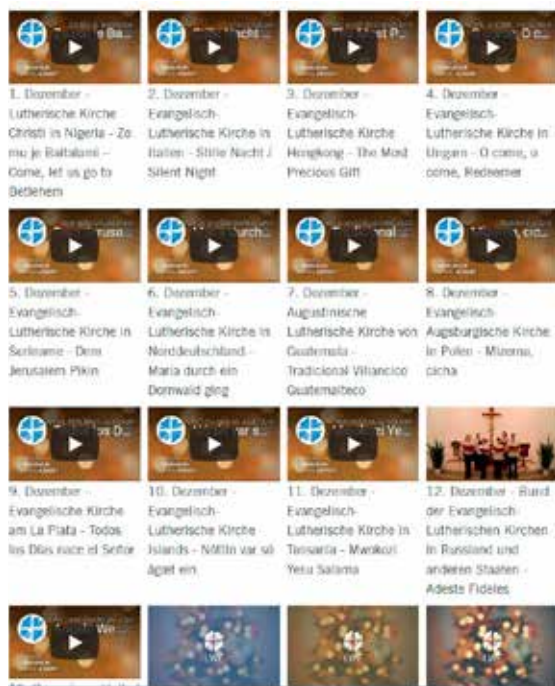 1. Dezember -
Lutherische Kirche
Christi in Nigeria - Zo
mu je Baitalami -
Come, let us go to
Betlehem
2. Dezember -
Evangelisch-
Lutherische Kirche in
Italien - Stille Nacht /
Silent Night
3. Dezember -
Evangelisch-
Lutherische Kirche
Hongkong - The Most
Precious Gift
4. Dezember -
Evangelisch-
Lutherische Kirche in
Ungarn - O come, o
come, Redeemer
5. Dezember -
Evangelisch-
Lutherische Kirche in
Suriname - Dem
Jerusalem Pikin
6. Dezember -
Evangelisch-
Lutherische Kirche in
Norddeutschland -
Maria durch ein
Dornwald ging
7. Dezember -
Augustinische
Lutherische Kirche von
Guatemala -
Tradicional Villancico
Guatemalteco
8. Dezember -
Evangelisch-
Augsburgische Kirche
in Polen - Mizerna,
cicha
9. Dezember -
Evangelische Kirche
am La Plata - Todos
los Días nace el Señor
10. Dezember -
Evangelisch-
Lutherische Kirche
Islands - Nóttin var sú
ágæt ein
11. Dezember -
Evangelisch-
Lutherische Kirche in
Tansania - Mwokozi
Yesu Salama
12. Dezember - Bund
der Evangelisch-
Lutherischen Kirchen
in Russland und
anderen Staaten -
Adeste Fideles